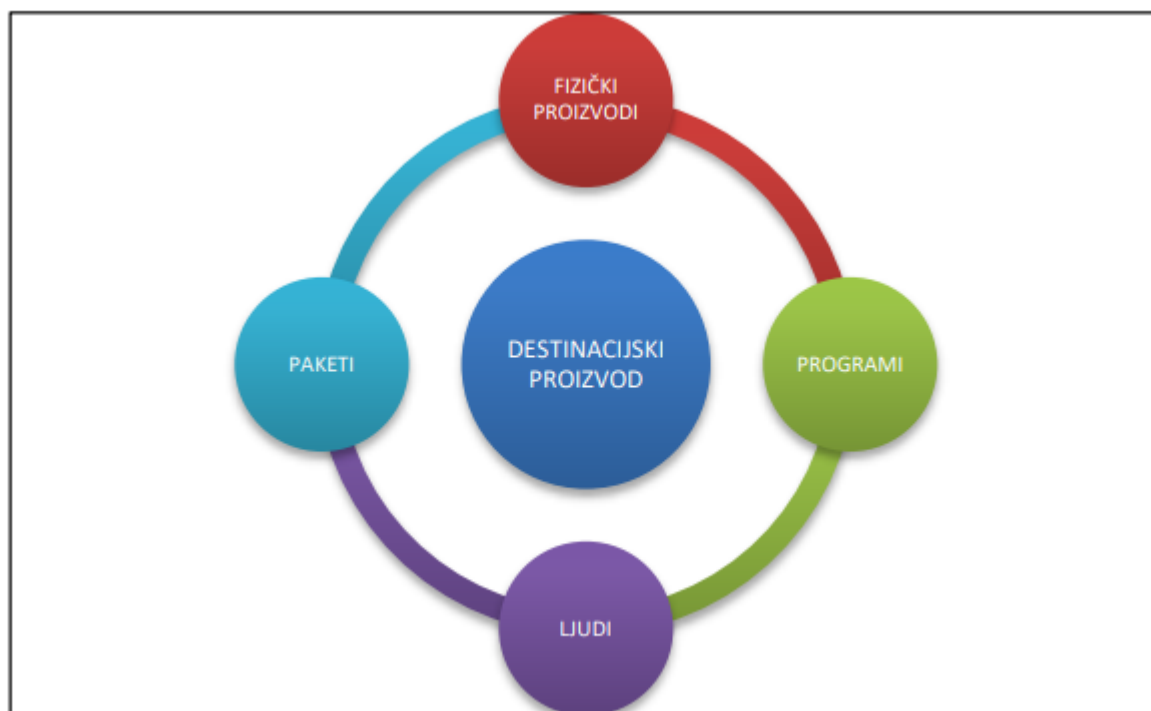 FIZIČKI
PROIZVODI
DESTINACIJSKI
PROIZVOD
PAKETI
PROGRAMI
LJUDI